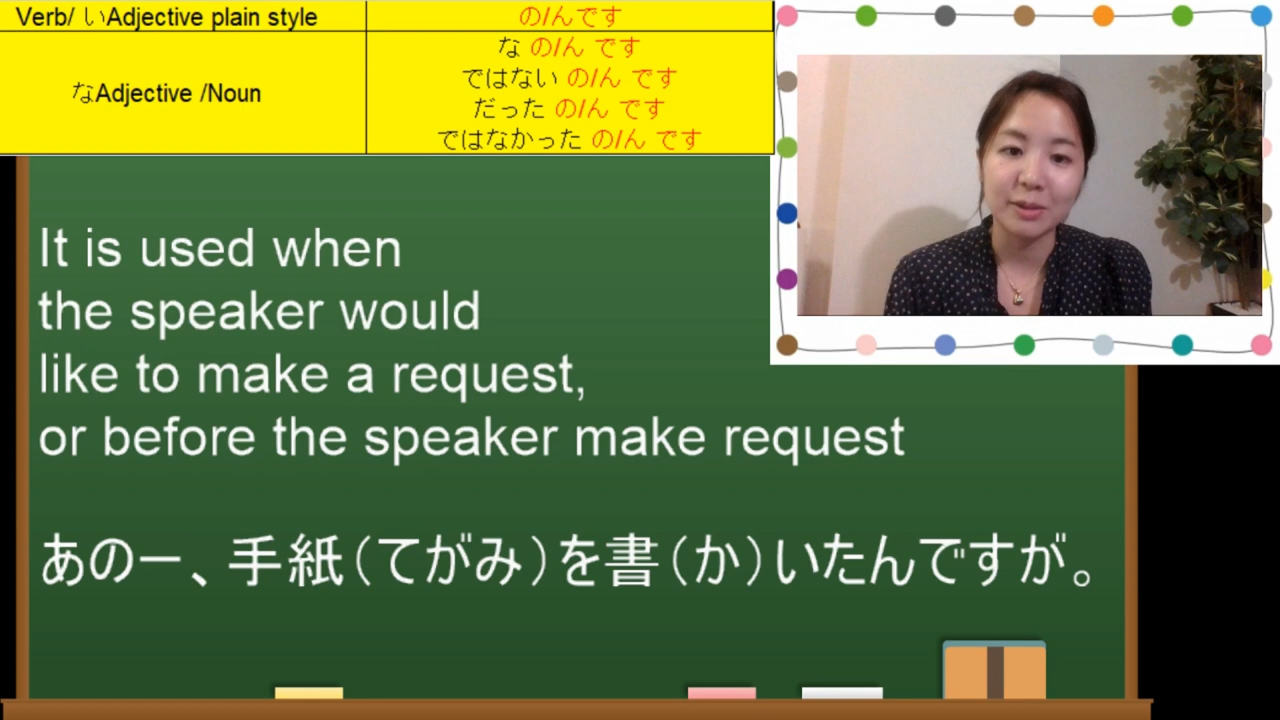 Verb/ いAdjective plain style
の/んです
なAdjective /Noun
な の/ん です
ではない の/ん です
だった の/ん です
ではなかった の/ん です
It is used when
the speaker would
like to make a request,
or before the speaker make request
あのー、手紙（てがみ）を書（か）いたんですが。